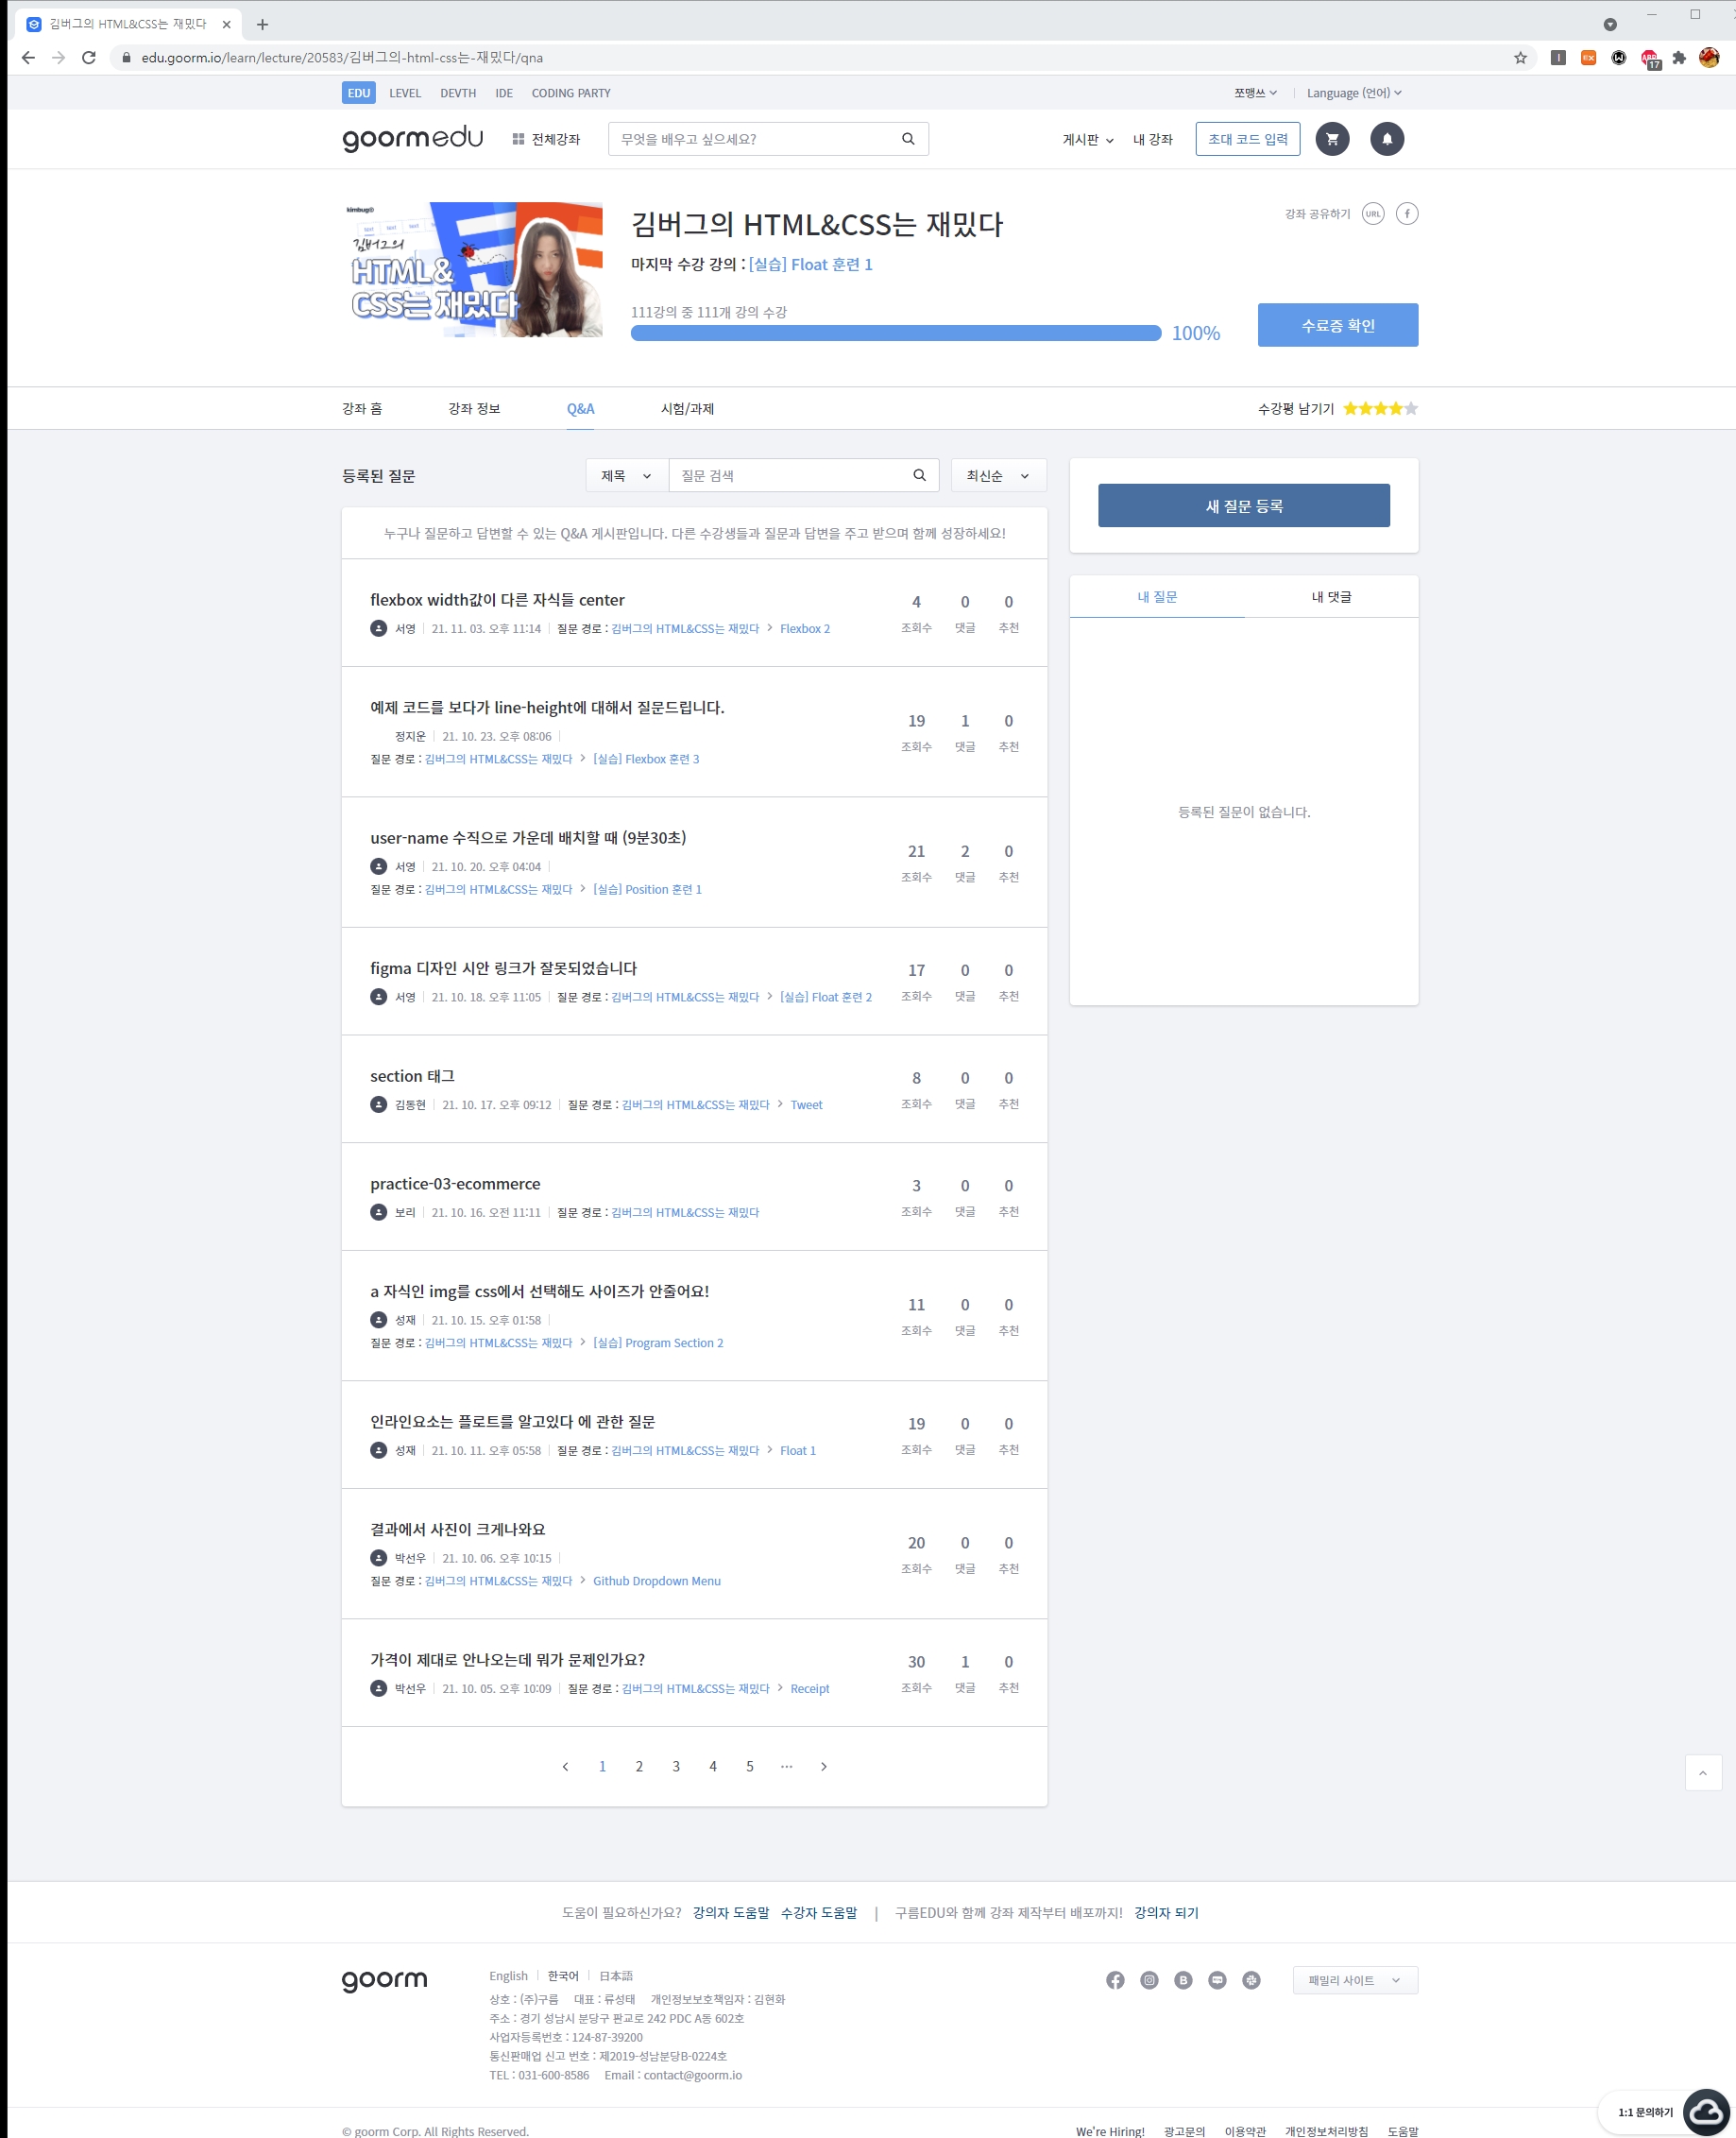 김버그의 HTML&CSS는 재밌다
edu.goorm.io/learn/lecture/20583/김버그의-html-css는-재밌다/qna
17
EDU LEVEL DEVTH IDE CODING PARTY
쪼맹쓰 Language (언어)
goormedu 전체강좌 무엇을 배우고 싶으세요? 게시판 내 강좌 초대 코드 입력
kimbug
김버그의
HTML&
CSS는 재밌다
김버그의 HTML&CSS는 재밌다
강좌 공유하기 URL
마지막 수강 강의 : [실습] Float 훈련 1
111강의 중 111개 강의 수강
100%
수료증 확인
강좌 홈 강좌 정보 Q&A 시험/과제 수강평 남기기
등록된 질문 제목 질문 검색 최신순
새 질문 등록
누구나 질문하고 답변할 수 있는 Q&A 게시판입니다. 다른 수강생들과 질문과 답변을 주고 받으며 함께 성장하세요!
내 질문 내 댓글
등록된 질문이 없습니다.
flexbox width값이 다른 자식들 center
서영 21. 11. 03. 오후 11:14 질문 경로 : 김버그의 HTML&CSS는 재밌다 > Flexbox 2
4 0 0
조회수 댓글 추천
예제 코드를 보다가 line-height에 대해서 질문드립니다.
정지운 21. 10. 23. 오후 08:06
질문 경로 : 김버그의 HTML&CSS는 재밌다 > [실습] Flexbox 훈련 3
19 1 0
조회수 댓글 추천
user-name 수직으로 가운데 배치할 때 (9분30초)
서영 21. 10. 20. 오후 04:04
질문 경로 : 김버그의 HTML&CSS는 재밌다 > [실습] Position 훈련 1
21 2 0
조회수 댓글 추천
figma 디자인 시안 링크가 잘못되었습니다
서영 21. 10. 18. 오후 11:05 질문 경로 : 김버그의 HTML&CSS는 재밌다 > [실습] Float 훈련 2
17 0 0
조회수 댓글 추천
section 태그
김동현 21. 10. 17. 오후 09:12 질문 경로 : 김버그의 HTML&CSS는 재밌다 > Tweet
8 0 0
조회수 댓글 추천
practice-03-ecommerce
보리 21. 10. 16. 오전 11:11 질문 경로 : 김버그의 HTML&CSS는 재밌다
3 0 0
조회수 댓글 추천
a 자식인 img를 css에서 선택해도 사이즈가 안줄어요!
성재 21. 10. 15. 오후 01:58
질문 경로 : 김버그의 HTML&CSS는 재밌다 > [실습] Program Section 2
11 0 0
조회수 댓글 추천
인라인요소는 플로트를 알고있다 에 관한 질문
성재 21. 10. 11. 오후 05:58 질문 경로 : 김버그의 HTML&CSS는 재밌다 > Float 1
19 0 0
조회수 댓글 추천
결과에서 사진이 크게나와요
박선우 21. 10. 06. 오후 10:15
질문 경로 : 김버그의 HTML&CSS는 재밌다 > Github Dropdown Menu
20 0 0
조회수 댓글 추천
가격이 제대로 안나오는데 뭐가 문제인가요?
박선우 21. 10. 05. 오후 10:09 질문 경로 : 김버그의 HTML&CSS는 재밌다 > Receipt
30 1 0
조회수 댓글 추천
1 2 3 4 5 ···
도움이 필요하신가요? 강의자 도움말 수강자 도움말 | 구름EDU와 함께 강좌 제작부터 배포까지! 강의자 되기
goorm English 한국어 日本語 패밀리 사이트
상호 : (주)구름 대표 : 류성태 개인정보보호책임자 : 김현화
주소 : 경기 성남시 분당구 판교로 242 PDC A동 602호
사업자등록번호 : 124-87-39200
통신판매업 신고 번호 : 제2019-성남분당B-0224호
TEL : 031-600-8586 Email : contact@goorm.io
1:1 문의하기
© goorm Corp. All Rights Reserved. We're Hiring! 광고문의 이용약관 개인정보처리방침 도움말